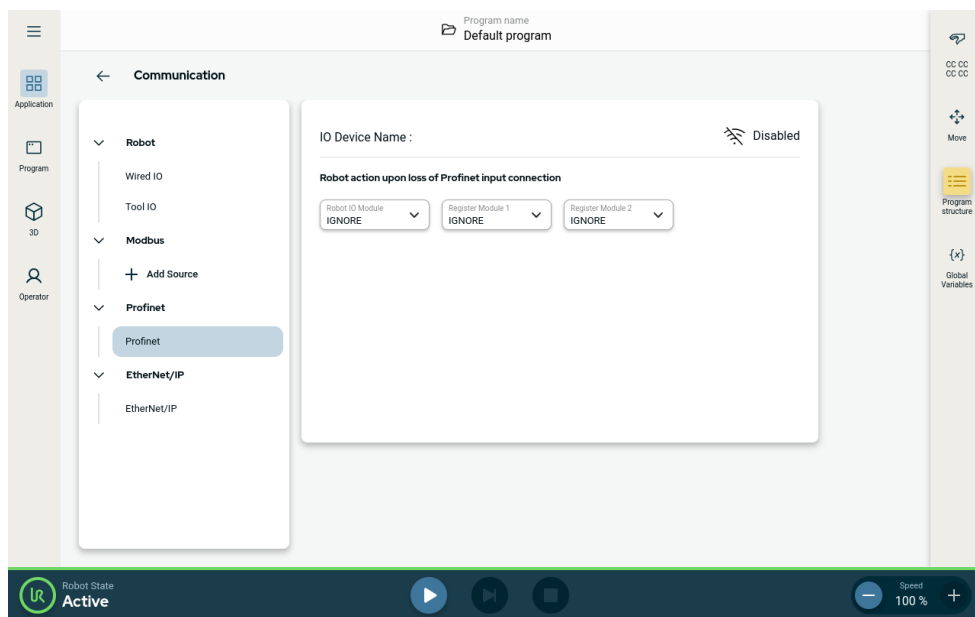 Program name
Default program
Application
Program
3D
Operator
Communication
Robot
Wired IO
Tool IO
Modbus
Add Source
Profinet
Profinet
EtherNet/IP
EtherNet/IP
IO Device Name :
Disabled
Robot action upon loss of Profinet input connection
Robot IO Module
IGNORE
Register Module 1
IGNORE
Register Module 2
IGNORE
CC CC
CC CC
Move
Program
structure
{x}
Global
Variables
UR
Robot State
Active
Speed
100 %